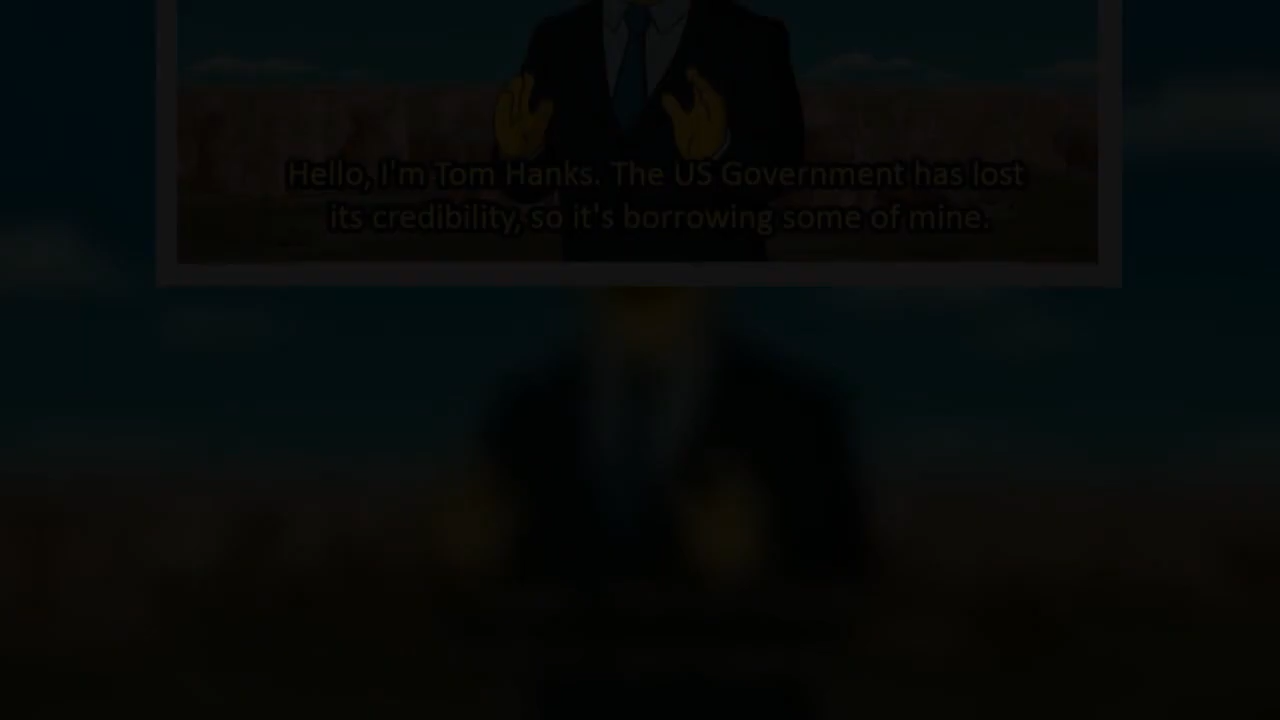 Hello, I'm Tom Hanks. The US Government has lost
its credibility, so it's borrowing some of mine.